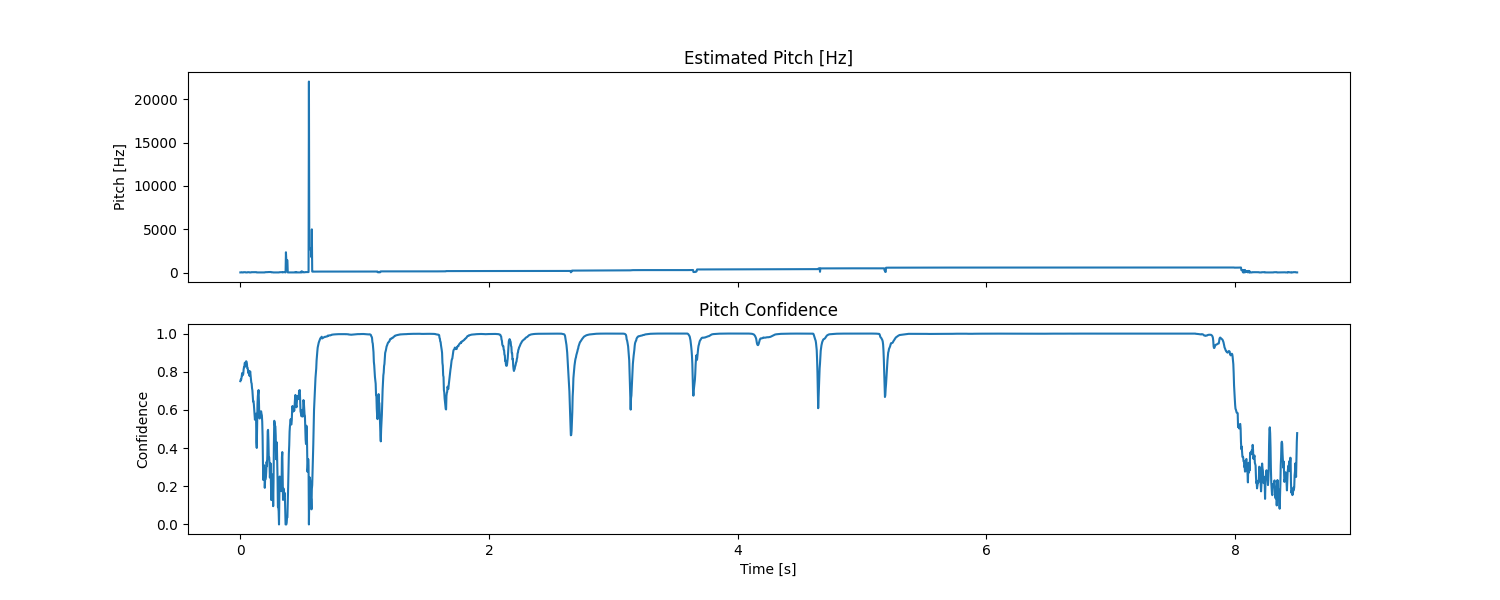 Estimated Pitch [Hz]
20000
15000
10000
5000
0
Pitch [Hz]
Pitch Confidence
1.0
0.8
0.6
0.4
0.2
0.0
Confidence
0 2 4 6 8
Time [s]